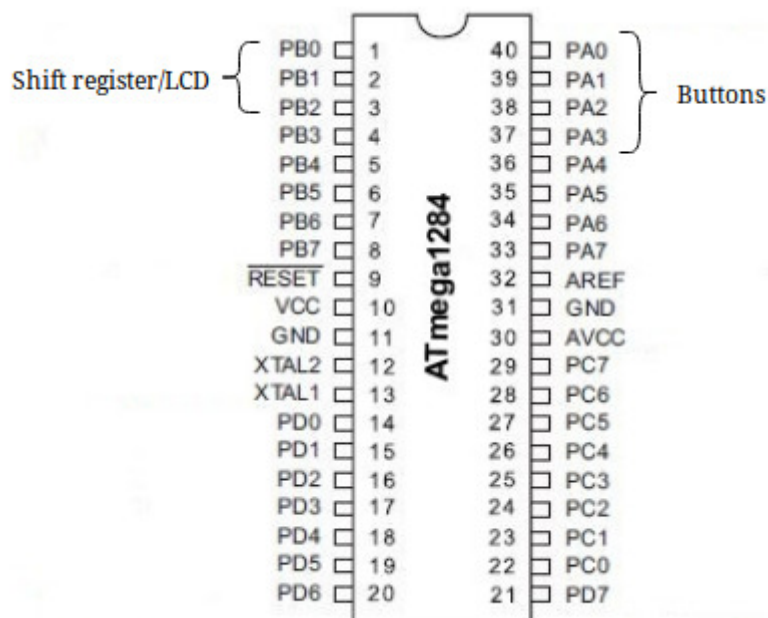 PB0 1 40 PA0
PB1 2 39 PA1
Shift register/LCD Buttons
PB2 3 38 PA2
PB3 4 37 PA3
PB4 5 36 PA4
PB5 6 35 PA5
PB6 7 34 PA6
PB7 8 33 PA7
RESET 9 32 AREF
VCC 10 31 GND
GND 11 30 AVCC
XTAL2 12 29 PC7
XTAL1 13 28 PC6
PD0 14 27 PC5
PD1 15 26 PC4
PD2 16 25 PC3
PD3 17 24 PC2
PD4 18 23 PC1
PD5 19 22 PC0
PD6 20 21 PD7
ATmega1284